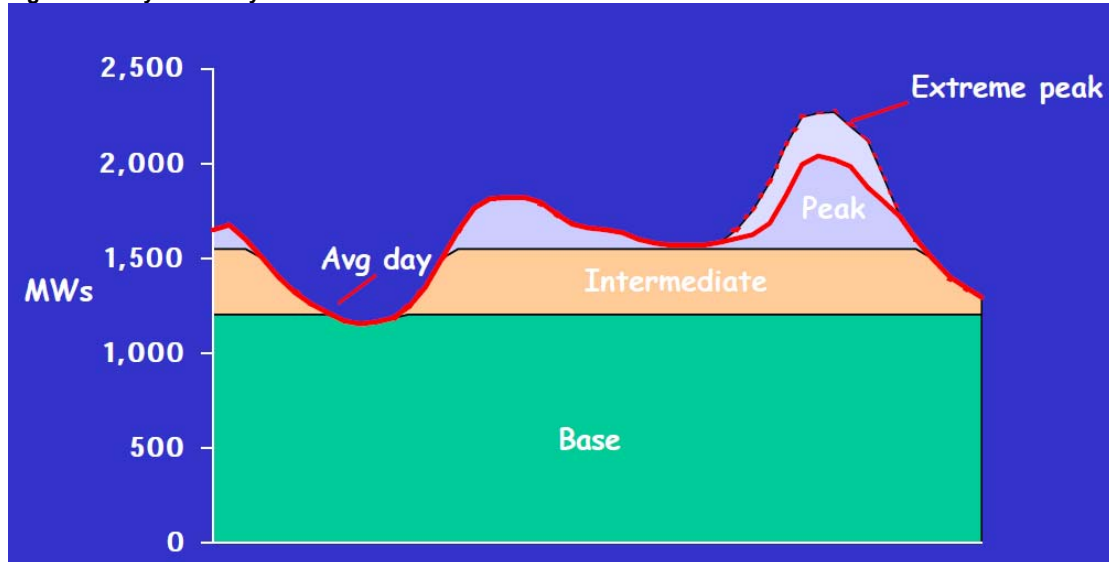 2,500
Extreme peak
2,000
Peak
1,500
Avg day
Intermediate
MWs
1,000
500
Base
0